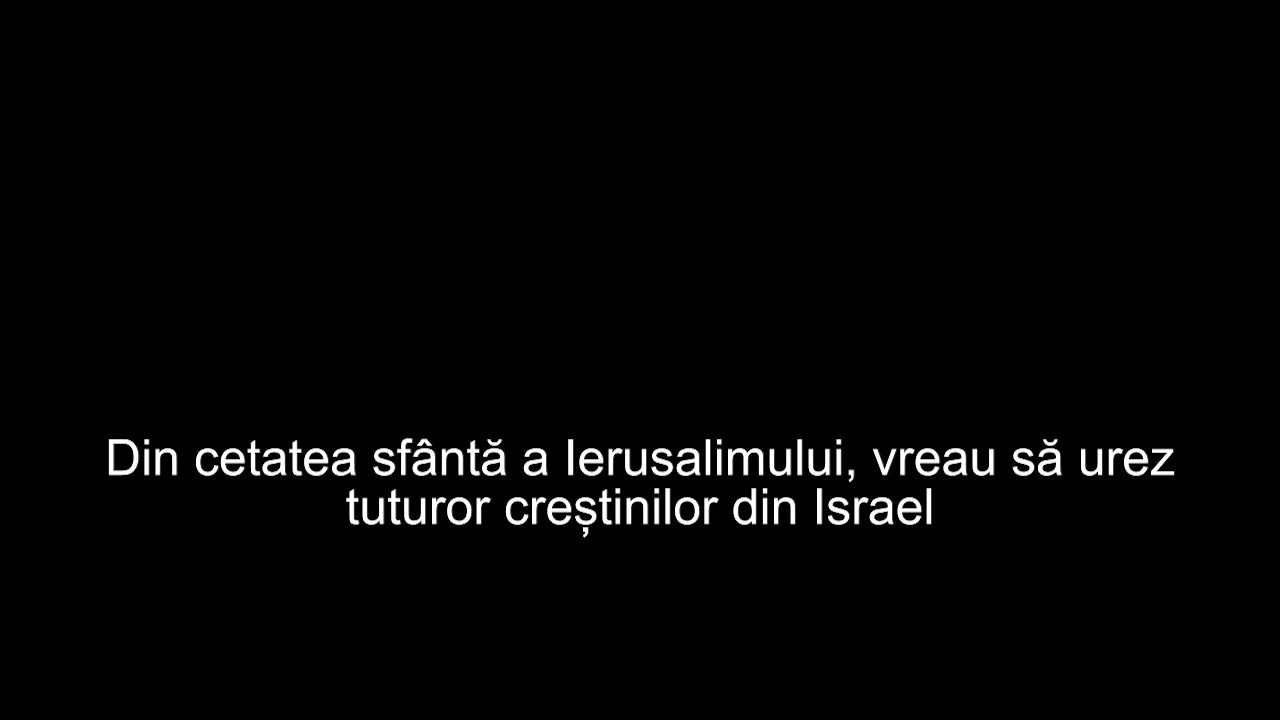 Din cetatea sfântă a Ierusalimului, vreau să urez
tuturor creștinilor din Israel